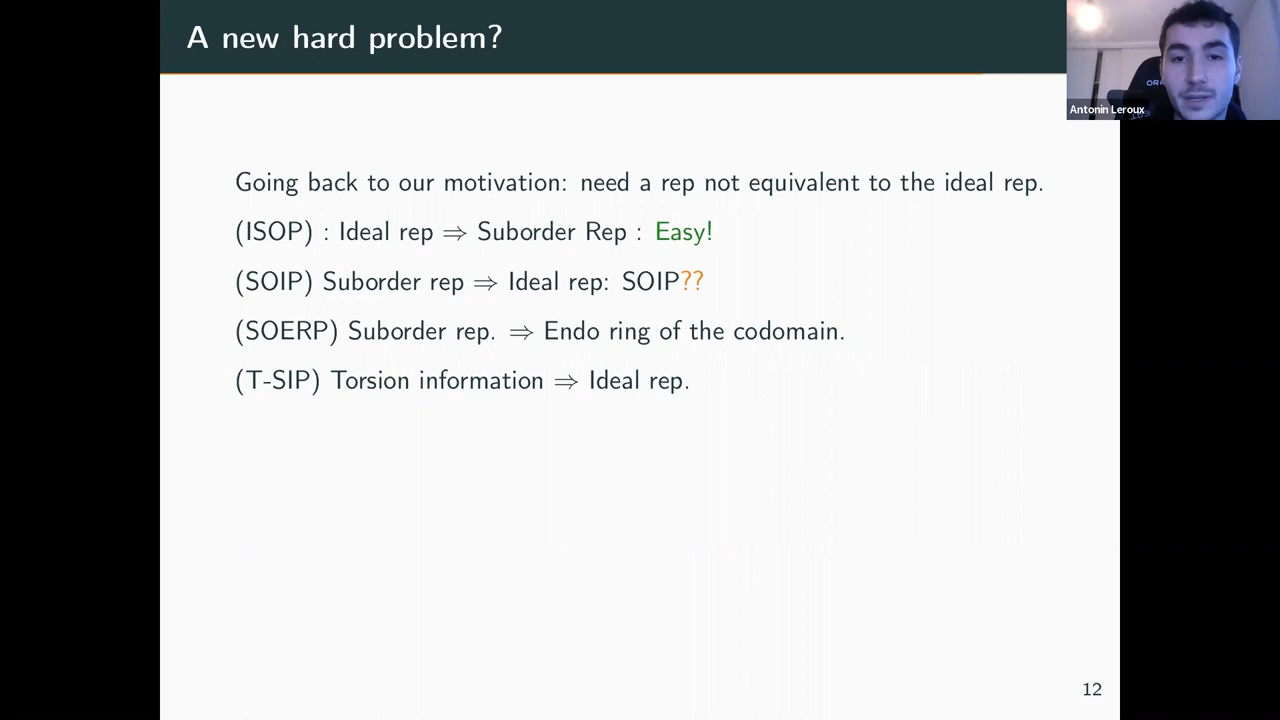 A new hard problem?
Antonin Leroux
Going back to our motivation: need a rep not equivalent to the ideal rep.
(ISOP) : Ideal rep ⇒ Suborder Rep : Easy!
(SOIP) Suborder rep ⇒ Ideal rep: SOIP??
(SOERP) Suborder rep. ⇒ Endo ring of the codomain.
(T-SIP) Torsion information ⇒ Ideal rep.
12